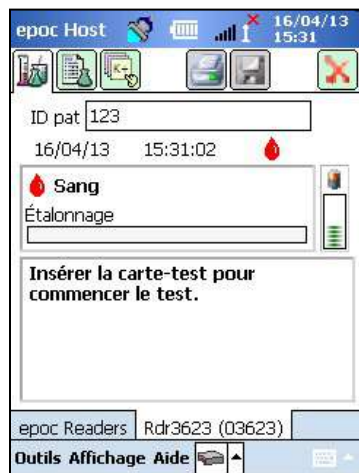 epoc Host
16/04/13
15:31
K+
ID pat 123
16/04/13 15:31:02
Sang
Étalonnage
Insérer la carte-test pour
commencer le test.
epoc Readers Rdr3623 (03623)
Outils Affichage Aide